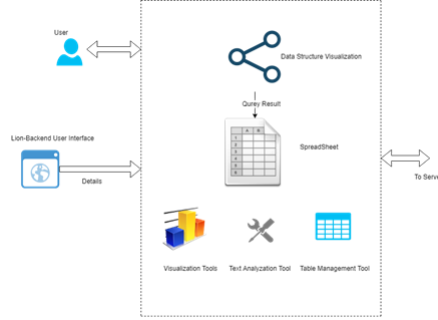 User
Data Structure Visualization
Qurey Result
Lion-Backend User Interface
SpreadSheet
A B
Details
To Serve
Visualization Tools
Text Analyzation Tool
Table Management Tool